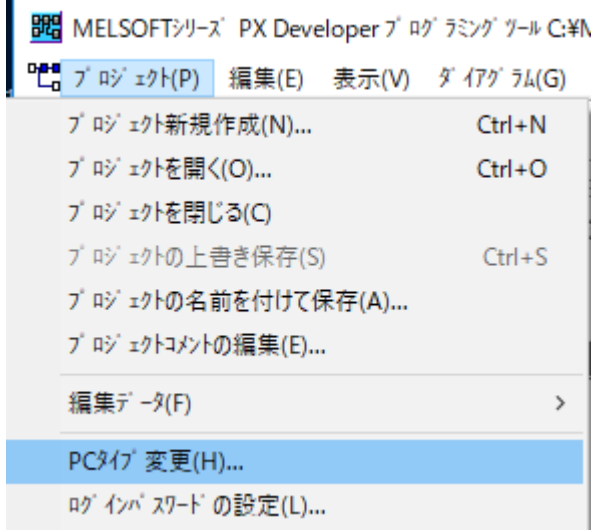 MELSOFTｼﾘｰｽﾞ PX Developer ﾌﾟﾛｸﾞﾗﾐﾝｸﾞﾂｰﾙ C:¥
ﾌﾟﾛｼﾞｪｸﾄ(P) 編集(E) 表示(V) ﾀﾞｲｱｸﾞﾗﾑ(G)
ﾌﾟﾛｼﾞｪｸﾄ新規作成(N)... Ctrl+N
ﾌﾟﾛｼﾞｪｸﾄを開く(O)... Ctrl+O
ﾌﾟﾛｼﾞｪｸﾄを閉じる(C)
ﾌﾟﾛｼﾞｪｸﾄの上書き保存(S) Ctrl+S
ﾌﾟﾛｼﾞｪｸﾄの名前を付けて保存(A)...
ﾌﾟﾛｼﾞｪｸﾄｺﾒﾝﾄの編集(E)...
編集ﾃﾞｰﾀ(F) >
PCﾀｲﾌﾟ変更(H)...
ﾛｸﾞｲﾝﾊﾟｽﾜｰﾄﾞの設定(L)...